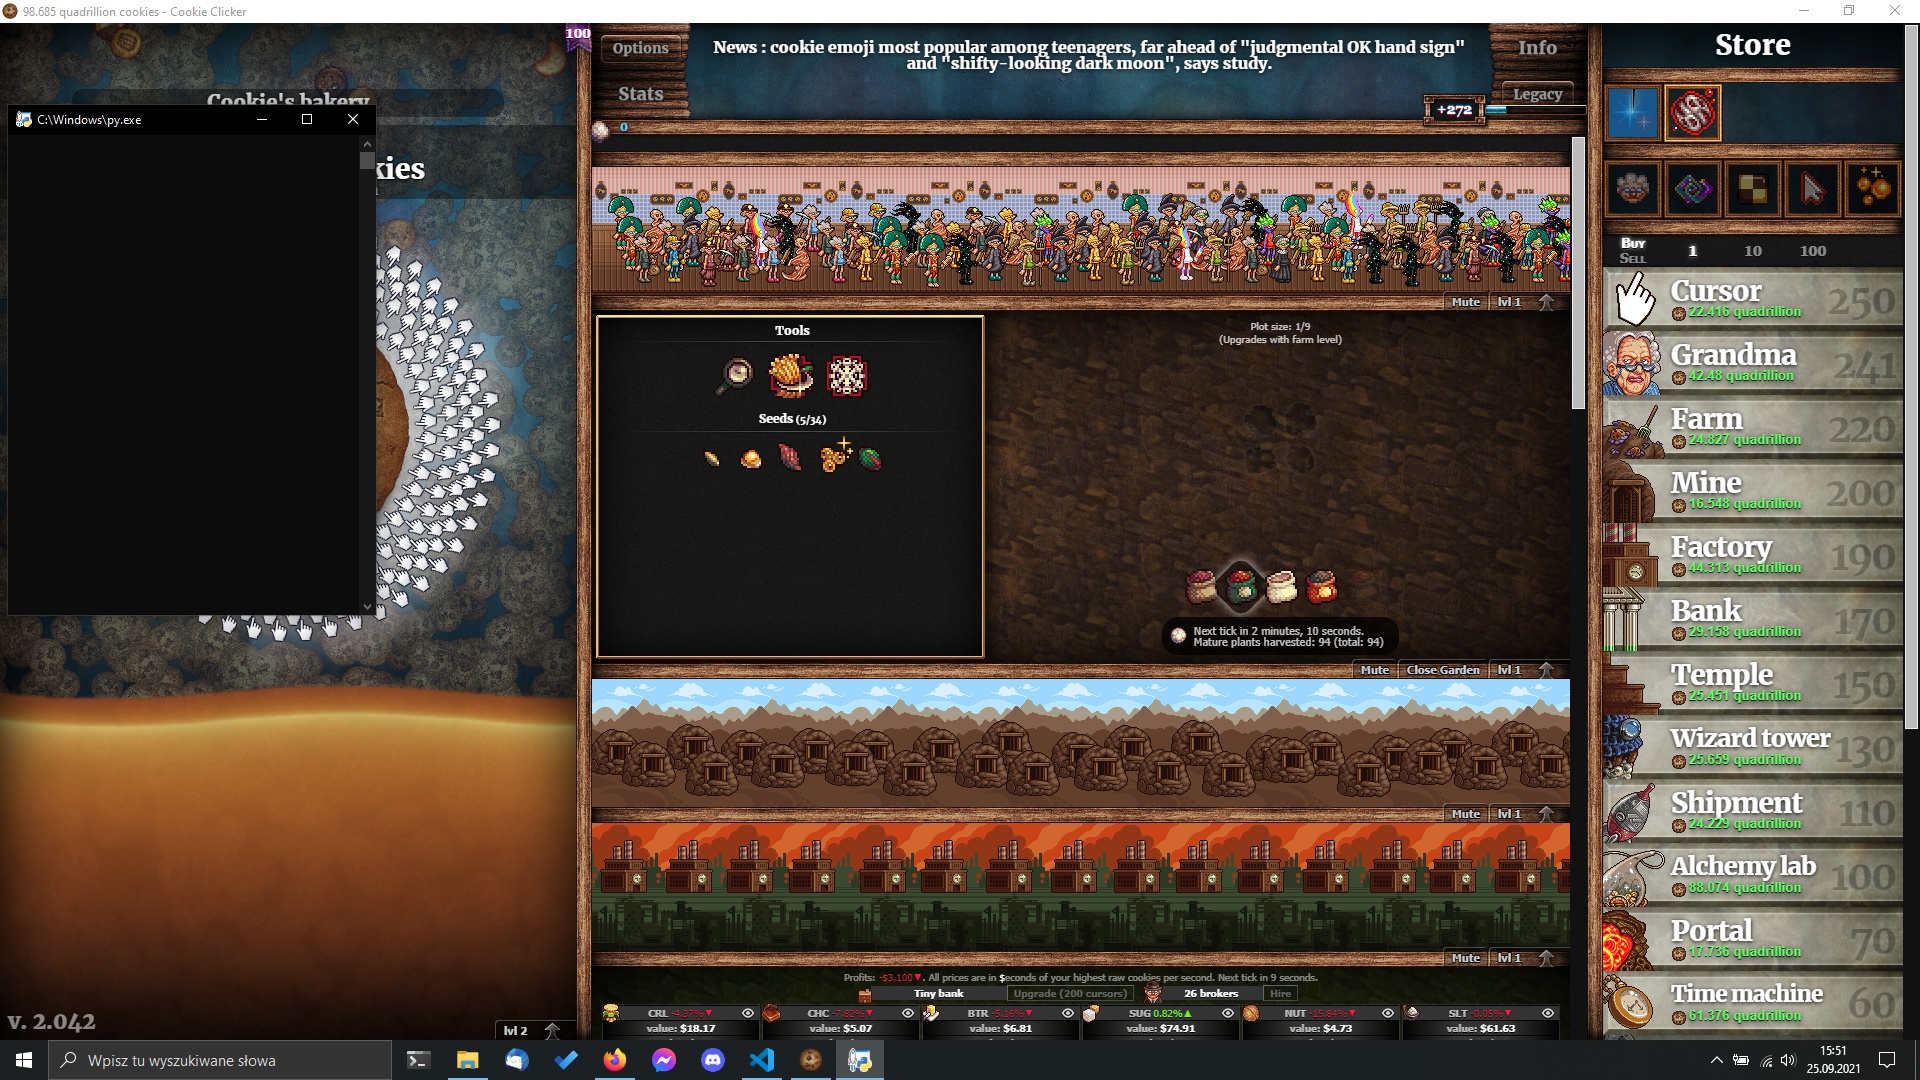 98.685 quadrillion cookies - Cookie Clicker
Cookie's bakery
C:\Windows\py.exe
100
Options
Stats
News : cookie emoji most popular among teenagers, far ahead of "judgmental OK hand sign"
and "shifty-looking dark moon", says study.
Info
Legacy
+272
0
Mute
lvl 1
Tools
Seeds (5/34)
Plot size: 1/9
(Upgrades with farm level)
Next tick in 2 minutes, 10 seconds.
Mature plants harvested: 94 (total: 94)
Mute
Close Garden
lvl 1
Mute
lvl 1
Mute
lvl 1
Profits: -$3,100▼. All prices are in $econds of your highest raw cookies per second. Next tick in 9 seconds.
Tiny bank
Upgrade (200 cursors)
26 brokers
Hire
CRL -4.37%▼
value: $18.17
CHC -7.82%▼
value: $5.07
BTR -5.16%▼
value: $6.81
SUG 0.82%▲
value: $74.91
NUT -15.84%▼
value: $4.73
SLT -0.05%▼
value: $61.63
Store
Buy
Sell
1
10
100
Cursor
22.416 quadrillion
250
Grandma
42.48 quadrillion
241
Farm
24.827 quadrillion
220
Mine
16.548 quadrillion
200
Factory
44.313 quadrillion
190
Bank
29.158 quadrillion
170
Temple
25.451 quadrillion
150
Wizard tower
25.659 quadrillion
130
Shipment
24.229 quadrillion
110
Alchemy lab
88.074 quadrillion
100
Portal
17.736 quadrillion
70
Time machine
61.376 quadrillion
60
v. 2.042
lvl 2
Wpisz tu wyszukiwane słowa
15:51
25.09.2021